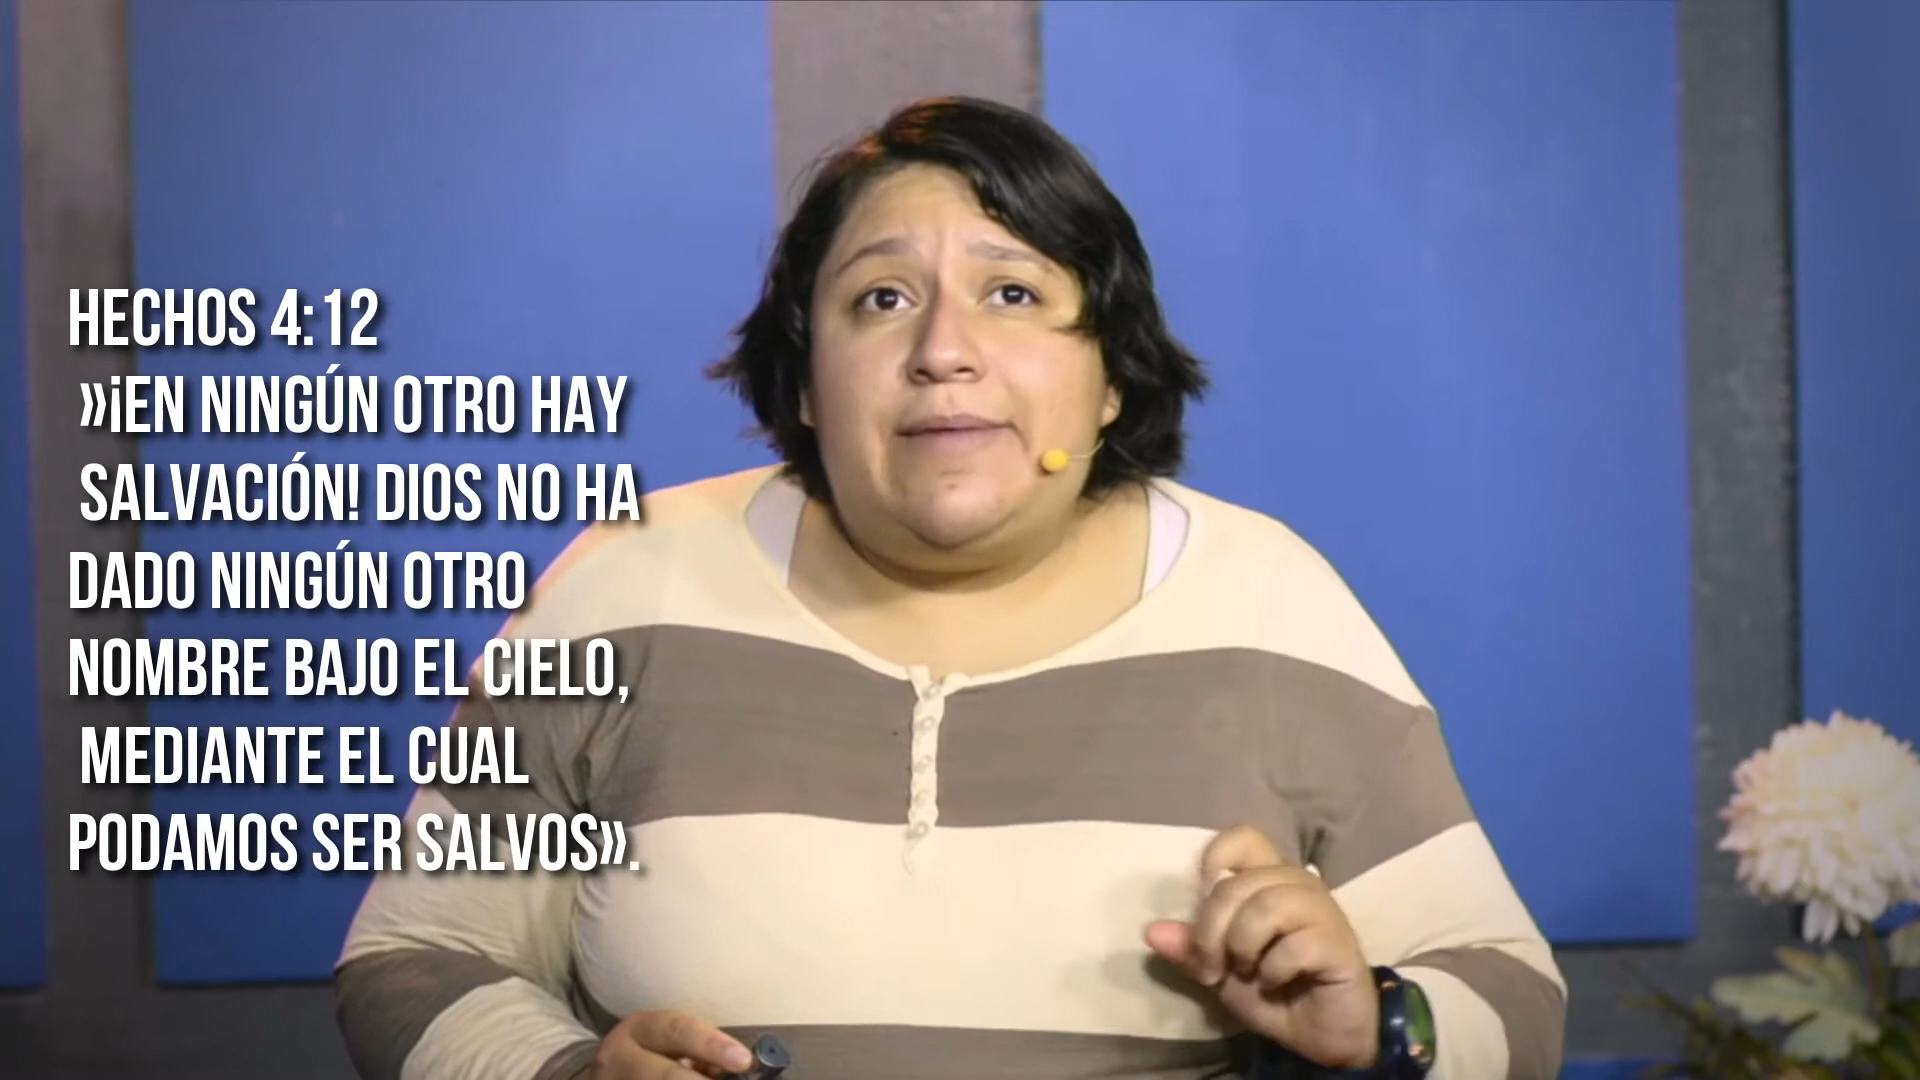 HECHOS 4:12
»¡EN NINGÚN OTRO HAY
SALVACIÓN! DIOS NO HA
DADO NINGÚN OTRO
NOMBRE BAJO EL CIELO,
MEDIANTE EL CUAL
PODAMOS SER SALVOS».